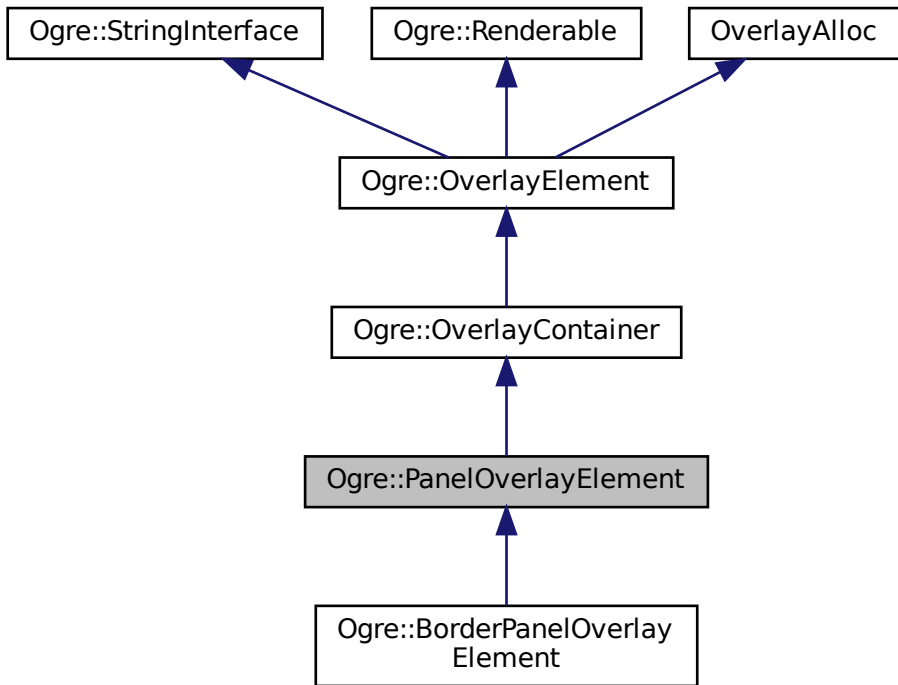 Ogre::StringInterface
Ogre::Renderable
OverlayAlloc
Ogre::OverlayElement
Ogre::OverlayContainer
Ogre::PanelOverlayElement
Ogre::BorderPanelOverlay
Element